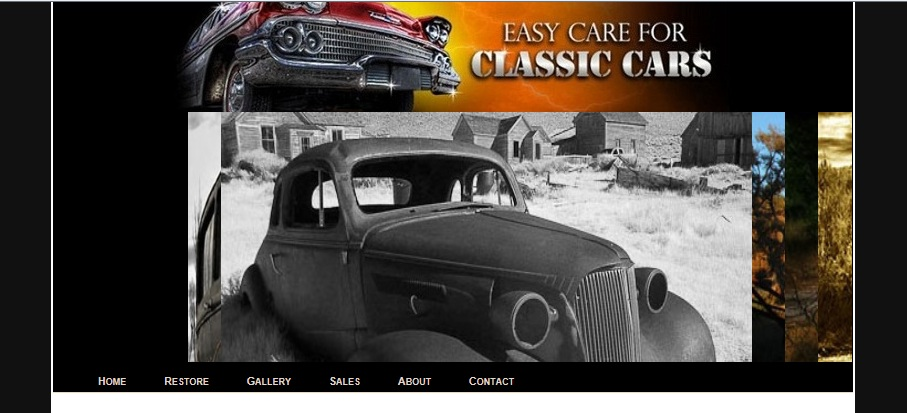 EASY CARE FOR
CLASSIC CARS
HOME RESTORE GALLERY SALES ABOUT CONTACT